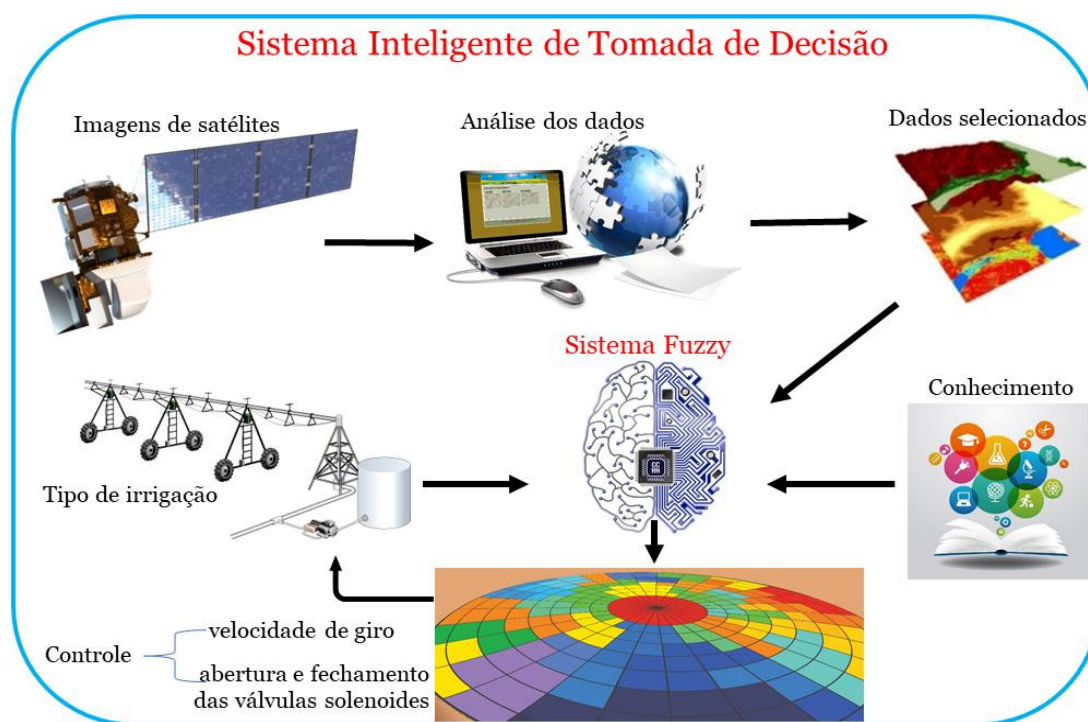 Sistema Inteligente de Tomada de Decisão
Imagens de satélites
Análise dos dados
Dados selecionados
Sistema Fuzzy
Conhecimento
Tipo de irrigação
Controle
velocidade de giro
abertura e fechamento
das válvulas solenoides